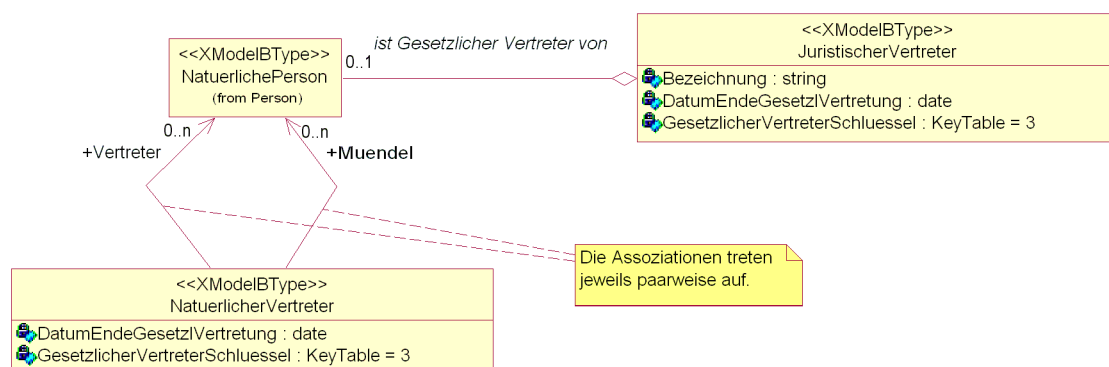 <<XModelBType>>
NatuerlichePerson
(from Person)
ist Gesetzlicher Vertreter von
0..1
<<XModelBType>>
JuristischerVertreter
Bezeichnung : string
DatumEndeGesetzlVertretung : date
GesetzlicherVertreterSchluessel : KeyTable = 3
0..n
0..n
+Vertreter
+Muendel
Die Assoziationen treten
jeweils paarweise auf.
<<XModelBType>>
NatuerlicherVertreter
DatumEndeGesetzlVertretung : date
GesetzlicherVertreterSchluessel : KeyTable = 3